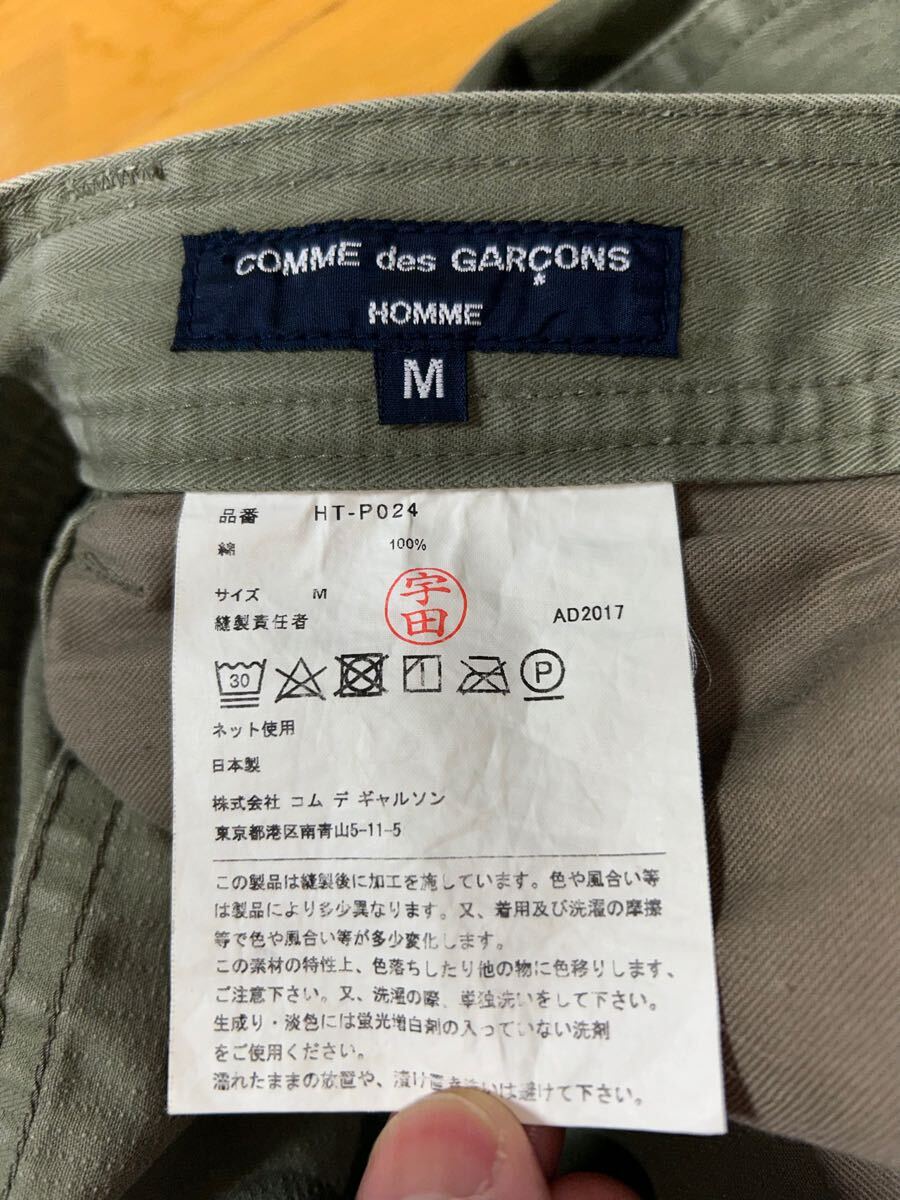 COMME des GARÇONS
HOMME
M
品番 HT-P024
綿 100%
サイズ M
縫製責任者 宇田 AD2017
30 P
ネット使用
日本製
株式会社 コム デ ギャルソン
東京都港区南青山5-11-5
この製品は縫製後に加工を施しています。色や風合い等
は製品により多少異なります。又、着用及び洗濯の摩擦
等で色や風合い等が多少変化します。
この素材の特性上、色落ちしたり他の物に色移りします、
ご注意下さい。又、洗濯の際、単独洗いをして下さい。
生成り・淡色には蛍光増白剤の入っていない洗剤
をご使用ください。
濡れたままの放置や、漬け置き洗いは避けて下さい。